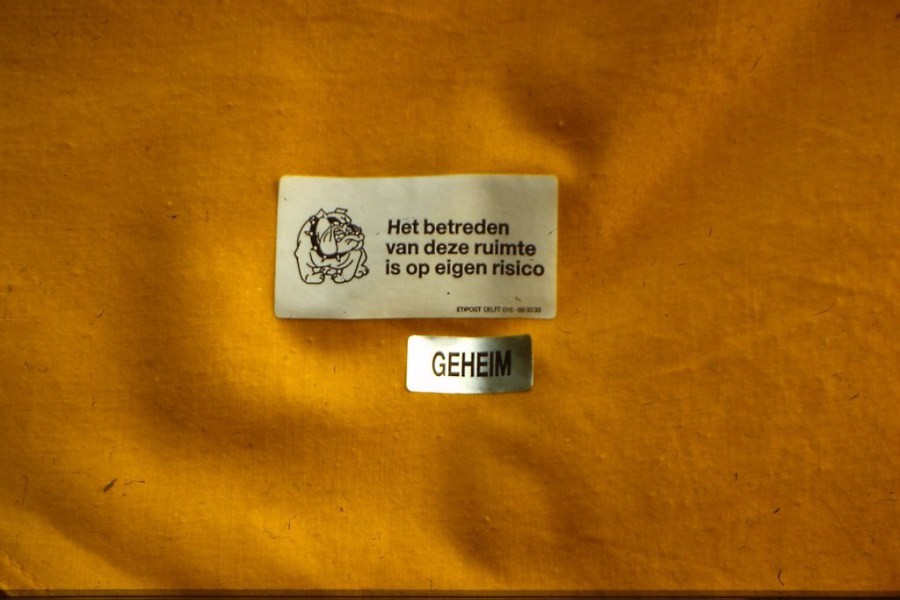 Het betreden
van deze ruimte
is op eigen risico
ETIPOST DELFT
GEHEIM